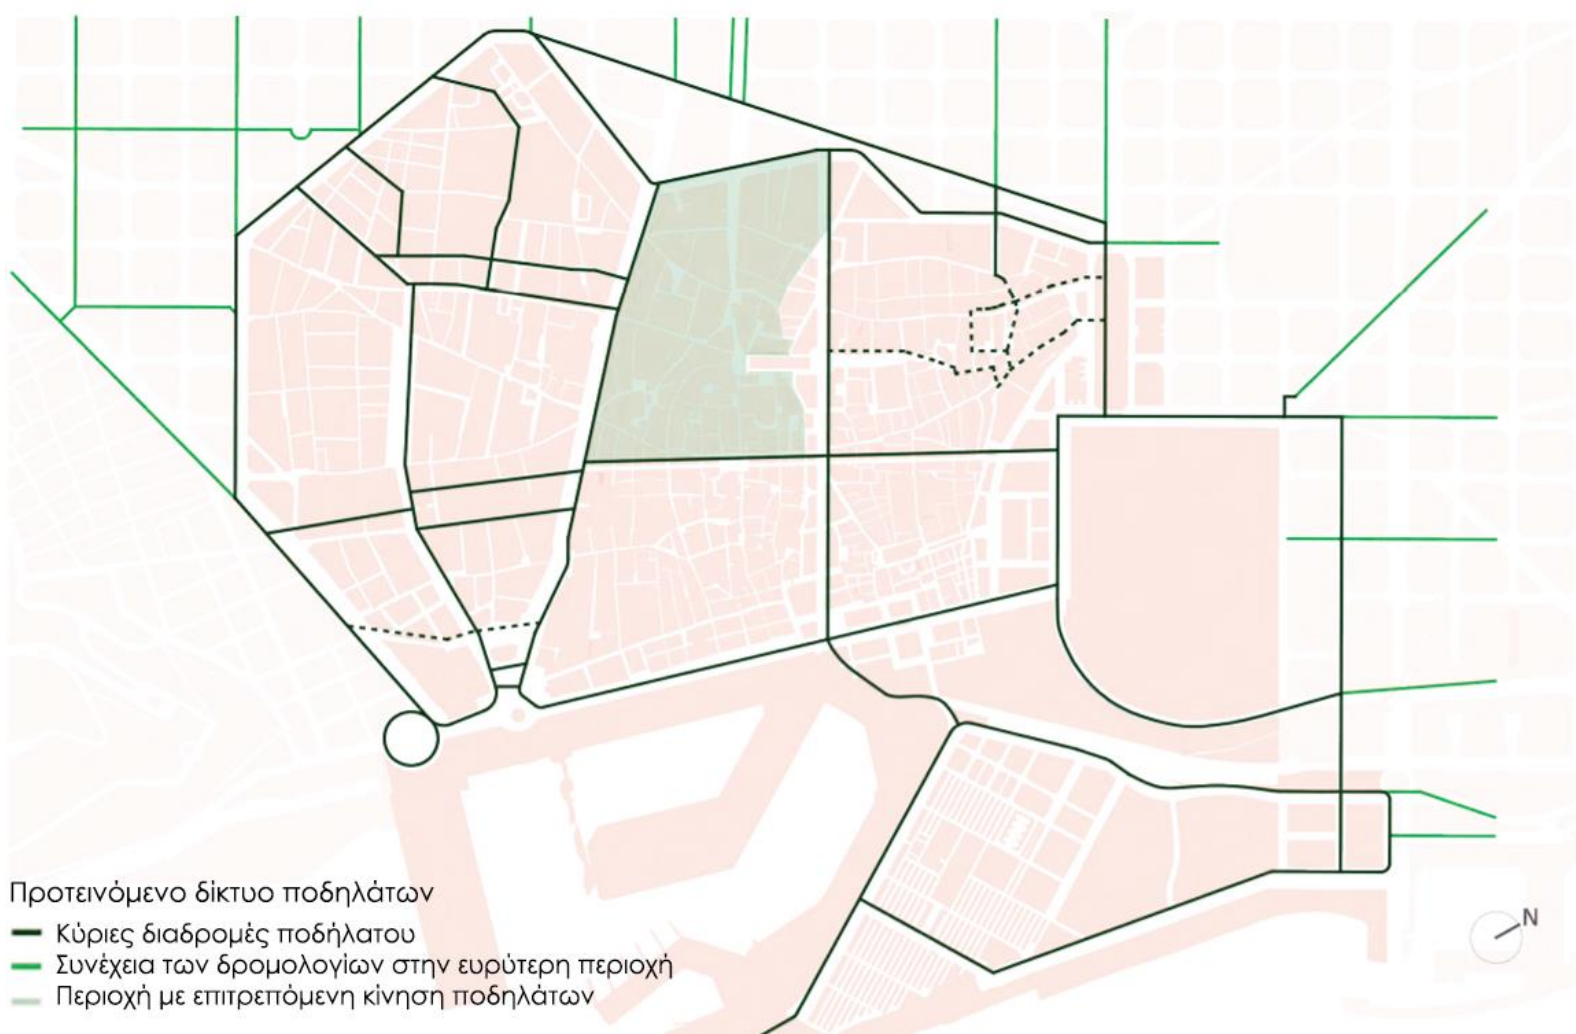 N
Προτεινόμενο δίκτυο ποδηλάτων
Κύριες διαδρομές ποδήλατου
Συνέχεια των δρομολογίων στην ευρύτερη περιοχή
Περιοχή με επιτρεπόμενη κίνηση ποδηλάτων